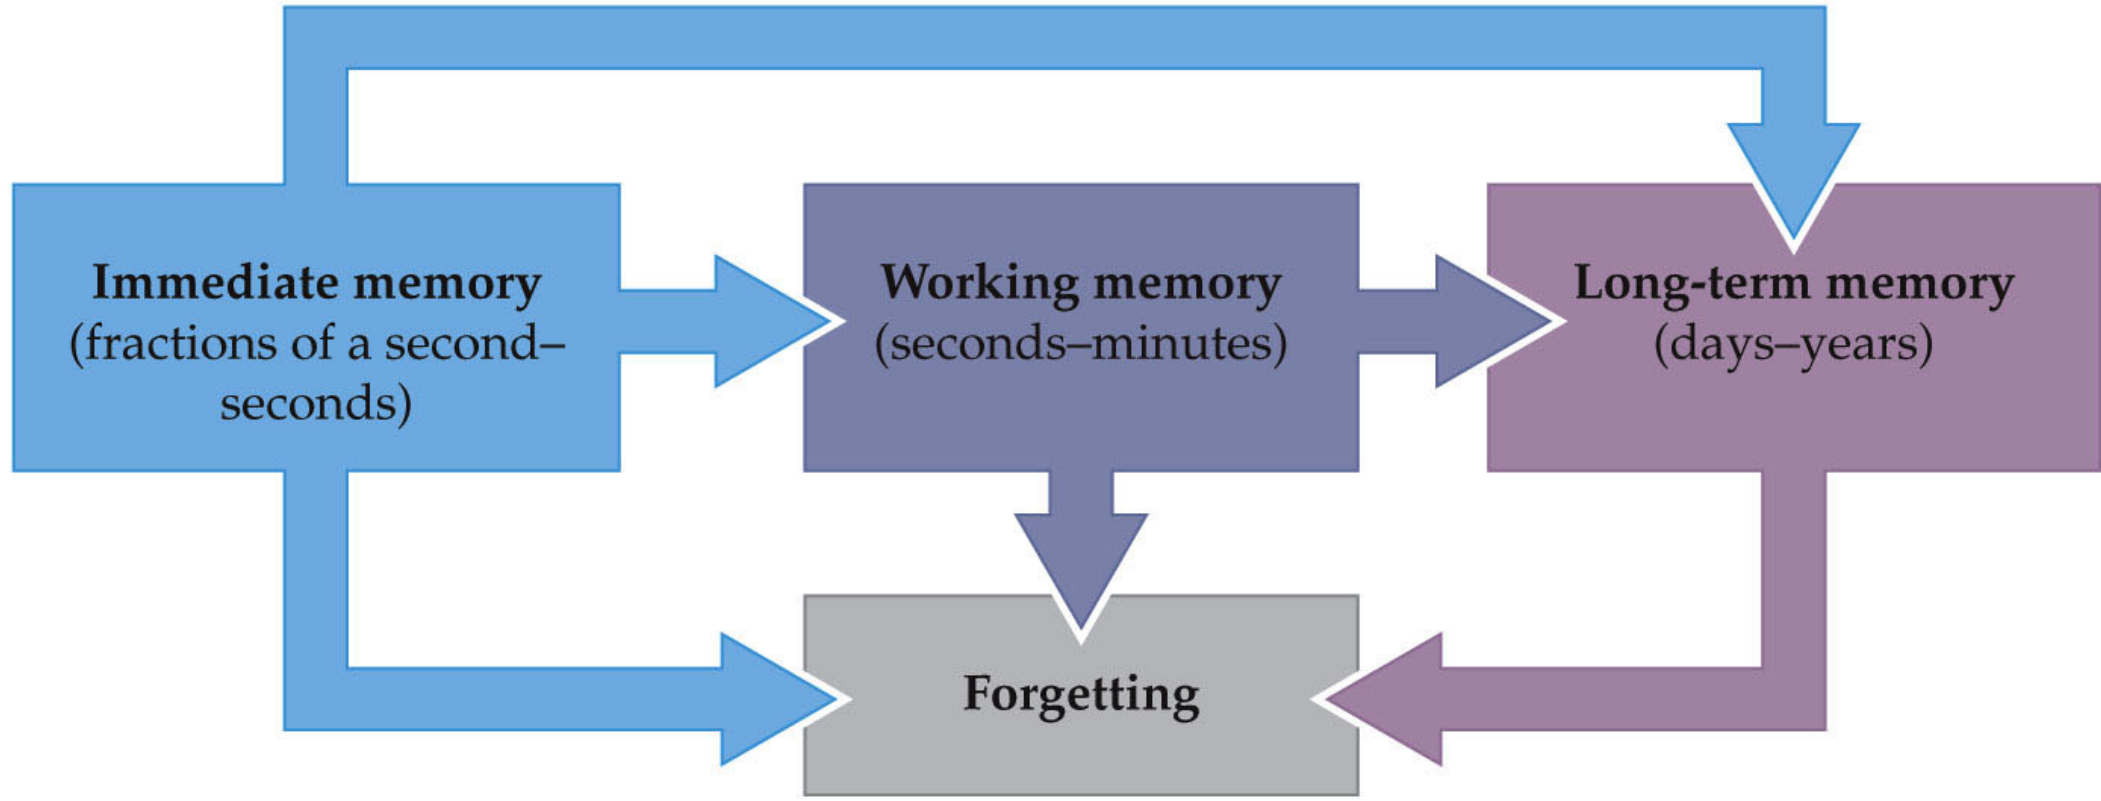 Immediate memory
(fractions of a second–
seconds)
Working memory
(seconds–minutes)
Long-term memory
(days–years)
Forgetting